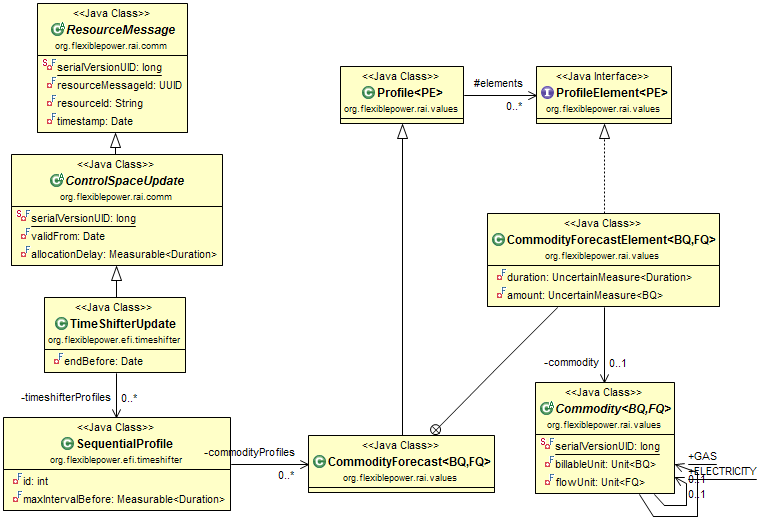 <<Java Class>>
ResourceMessage
org.flexiblepower.rai.comm
serialVersionUID: long
resourceMessageId: UUID
resourceId: String
timestamp: Date
<<Java Class>>
ControlSpaceUpdate
org.flexiblepower.rai.comm
serialVersionUID: long
validFrom: Date
allocationDelay: Measurable<Duration>
<<Java Class>>
TimeShifterUpdate
org.flexiblepower.efi.timeshifter
endBefore: Date
-timeshifterProfiles
0..*
<<Java Class>>
SequentialProfile
org.flexiblepower.efi.timeshifter
id: int
maxIntervalBefore: Measurable<Duration>
-commodityProfiles
0..*
<<Java Class>>
Profile<PE>
org.flexiblepower.rai.values
#elements
0..*
<<Java Interface>>
ProfileElement<PE>
org.flexiblepower.rai.values
<<Java Class>>
CommodityForecastElement<BQ,FQ>
org.flexiblepower.rai.values
duration: UncertainMeasure<Duration>
amount: UncertainMeasure<BQ>
-commodity
0..1
<<Java Class>>
CommodityForecast<BQ,FQ>
org.flexiblepower.rai.values
<<Java Class>>
Commodity<BQ,FQ>
org.flexiblepower.rai.values
serialVersionUID: long
billableUnit: Unit<BQ>
flowUnit: Unit<FQ>
+GAS
+ELECTRICITY
0..1
0..1